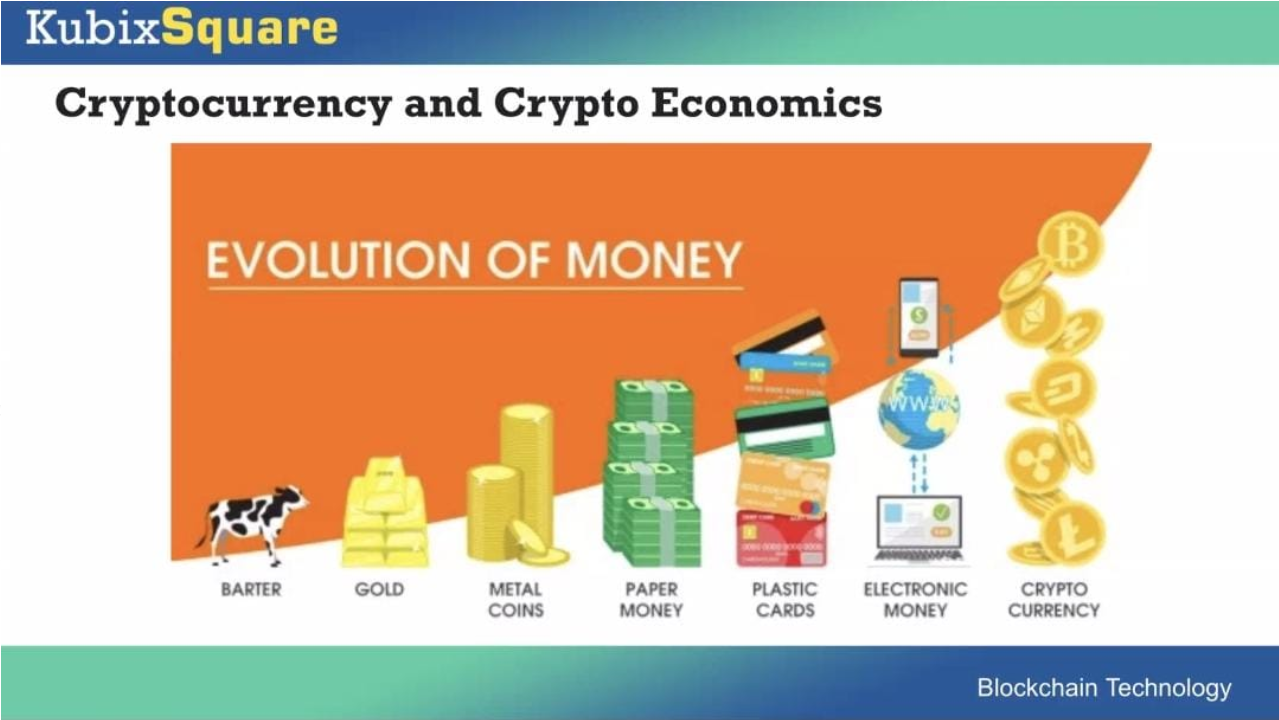 KubixSquare
Cryptocurrency and Crypto Economics
EVOLUTION OF MONEY
WWW
BARTER
GOLD
METAL
COINS
PAPER
MONEY
PLASTIC
CARDS
ELECTRONIC
MONEY
CRYPTO
CURRENCY
Blockchain Technology